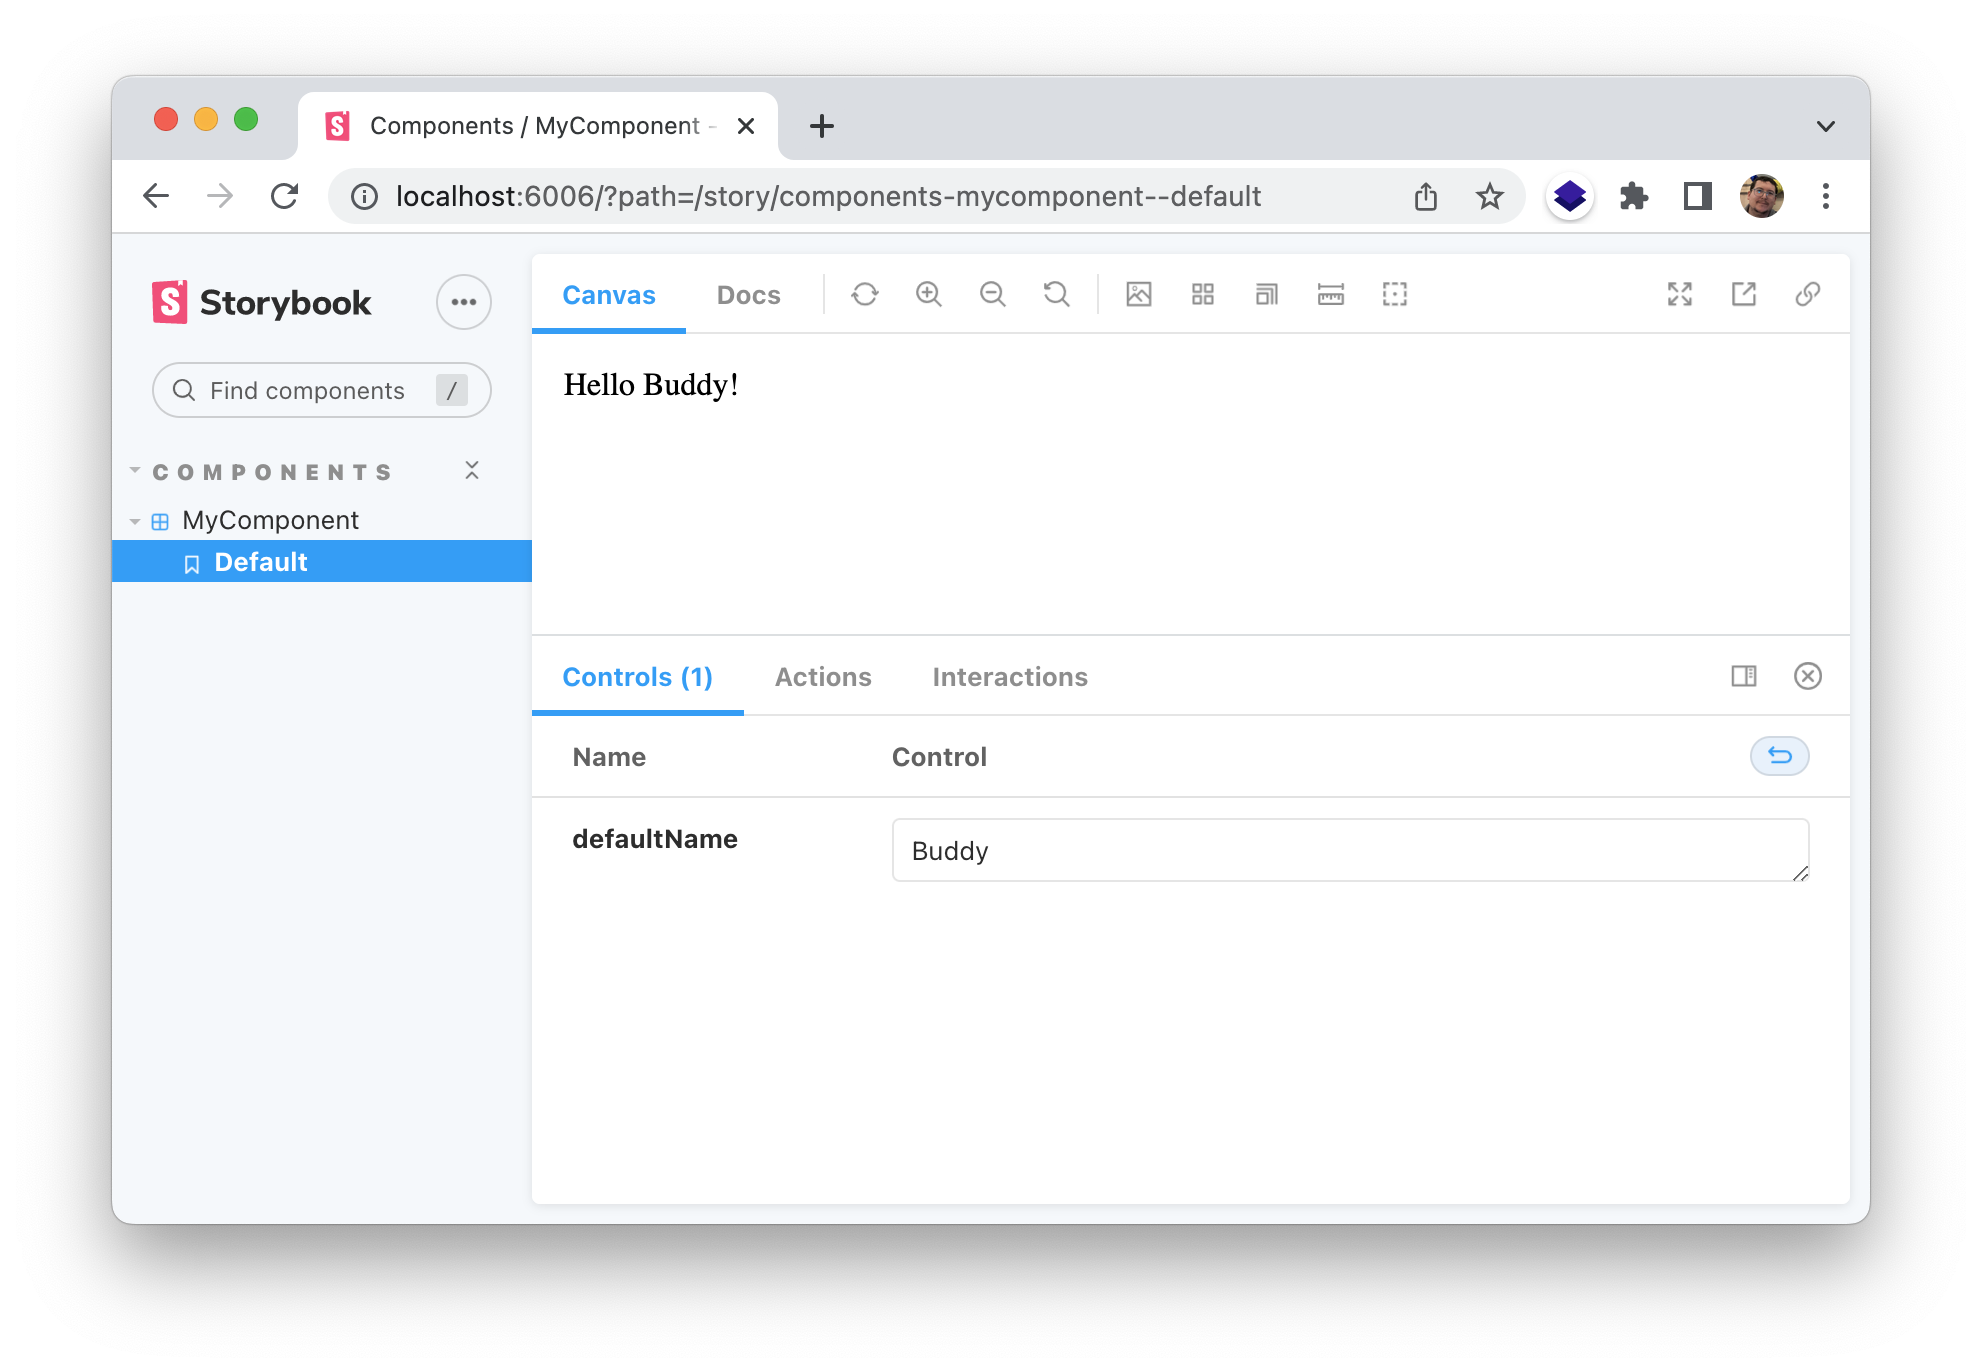 Components / MyComponent -
localhost:6006/?path=/story/components-mycomponent--default
Storybook
Find components /
COMPONENTS
MyComponent
Default
Canvas Docs
Hello Buddy!
Controls (1) Actions Interactions
Name Control
defaultName Buddy